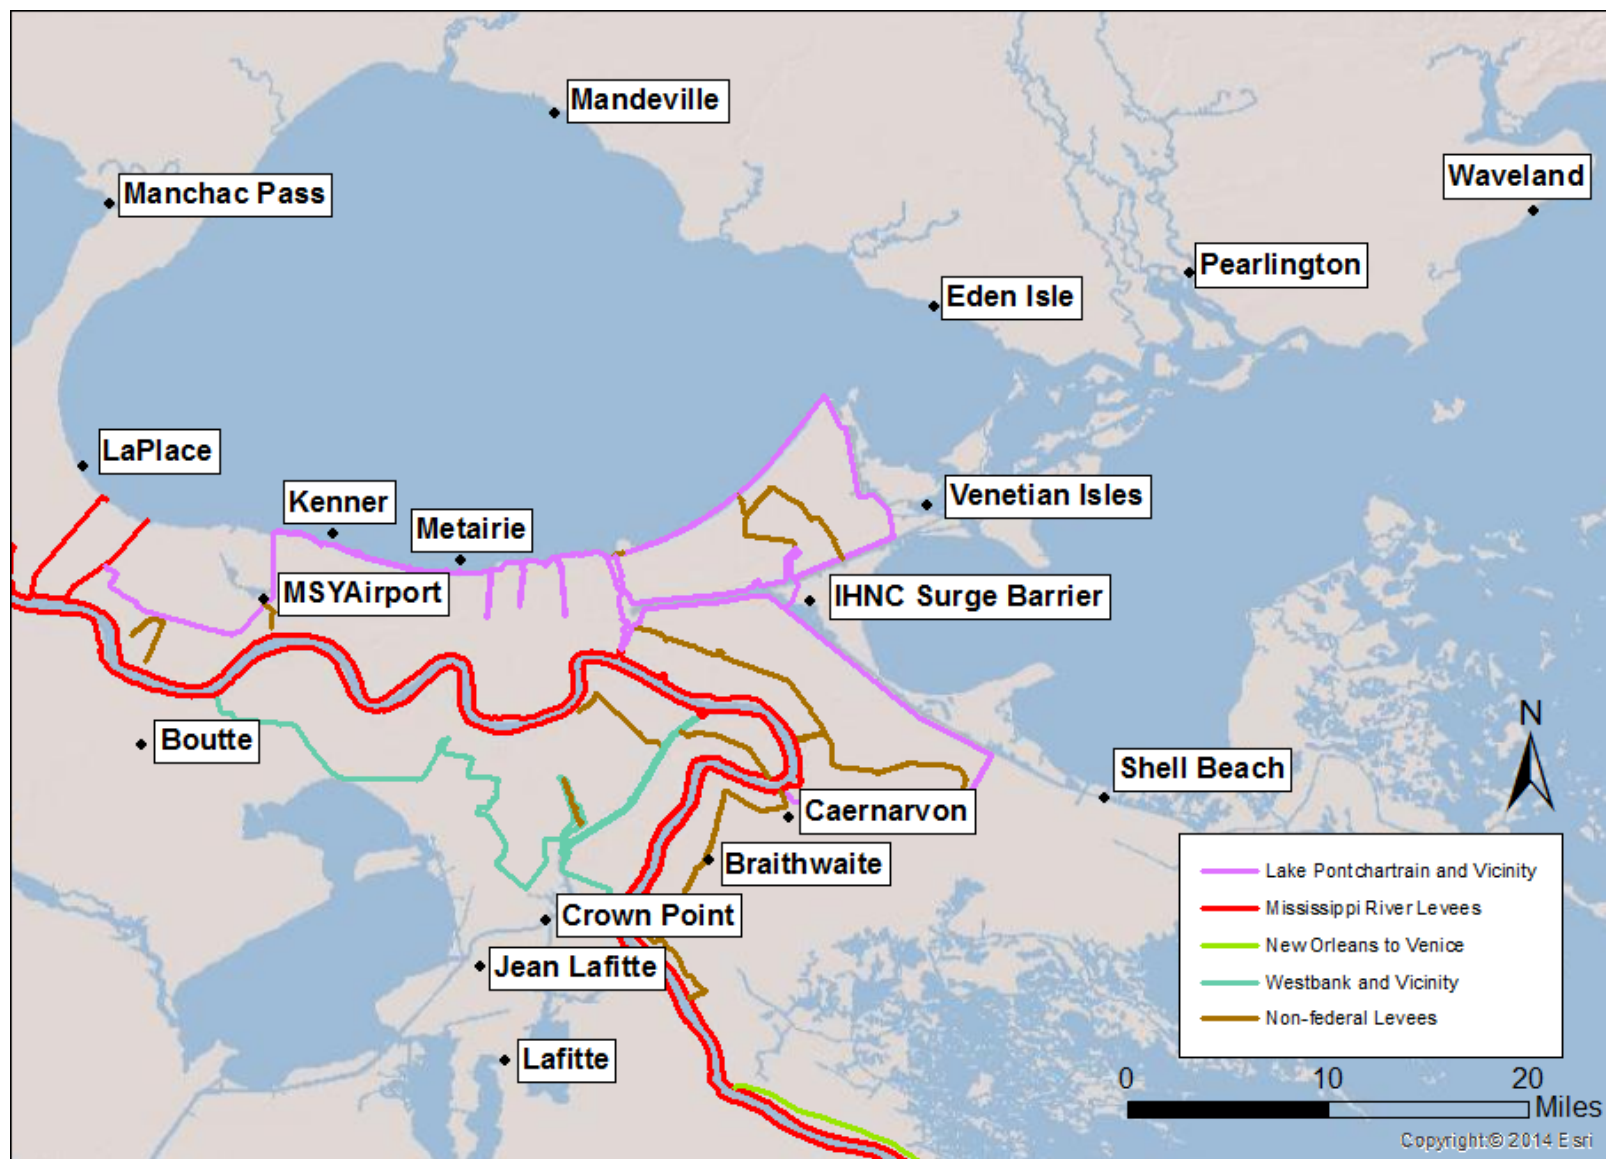 Mandeville
Waveland
Manchac Pass
Pearlington
Eden Isle
LaPlace
Kenner
Venetian Isles
Metairie
MSYAirport
IHNC Surge Barrier
N
Boutte
Shell Beach
Caernarvon
Braithwaite
Lake Pontchartrain and Vicinity
Mississippi River Levees
New Orleans to Venice
Westbank and Vicinity
Non-federal Levees
Crown Point
Jean Lafitte
Lafitte
0 10 20
Miles
Copyright:© 2014 Esri